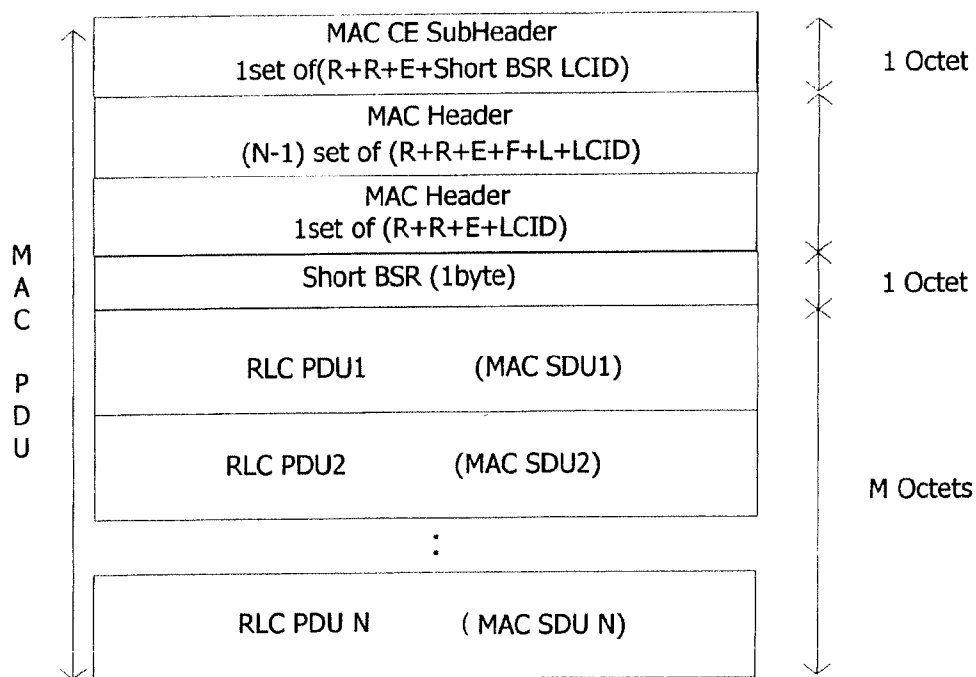 MAC CE SubHeader
1set of(R+R+E+Short BSR LCID)
1 Octet
MAC Header
(N-1) set of (R+R+E+F+L+LCID)
MAC Header
1set of (R+R+E+LCID)
Short BSR (1byte)
1 Octet
MAC PDU
RLC PDU1 (MAC SDU1)
RLC PDU2 (MAC SDU2)
M Octets
:
RLC PDU N ( MAC SDU N)